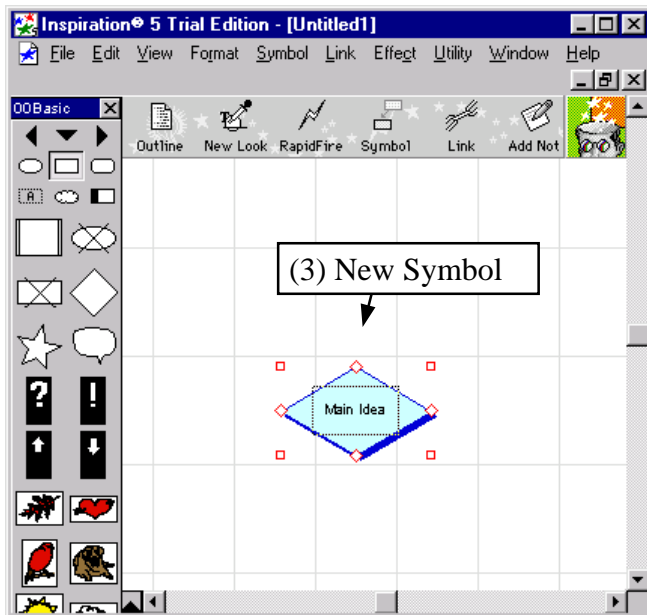 Inspiration® 5 Trial Edition - [Untitled1]
File Edit View Format Symbol Link Effect Utility Window Help
00Basic
Outline New Look RapidFire Symbol Link Add Not
A
(3) New Symbol
? !
Main Idea